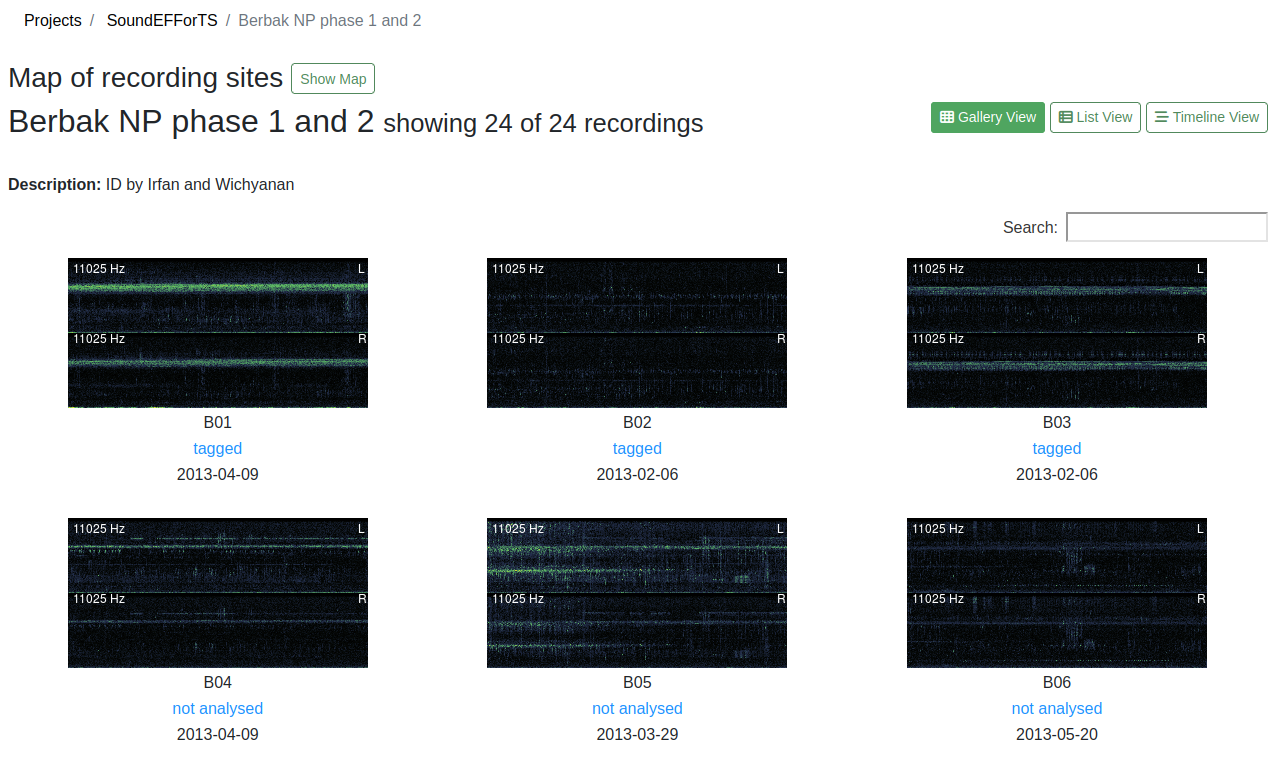 Projects / SoundEFForTS / Berbak NP phase 1 and 2
Map of recording sites Show Map
Berbak NP phase 1 and 2 showing 24 of 24 recordings
Gallery View List View Timeline View
Description: ID by Irfan and Wichyanan
Search:
11025 Hz L
11025 Hz R
B01
tagged
2013-04-09
11025 Hz L
11025 Hz R
B02
tagged
2013-02-06
11025 Hz L
11025 Hz R
B03
tagged
2013-02-06
11025 Hz L
11025 Hz R
B04
not analysed
2013-04-09
11025 Hz L
11025 Hz R
B05
not analysed
2013-03-29
11025 Hz L
11025 Hz R
B06
not analysed
2013-05-20